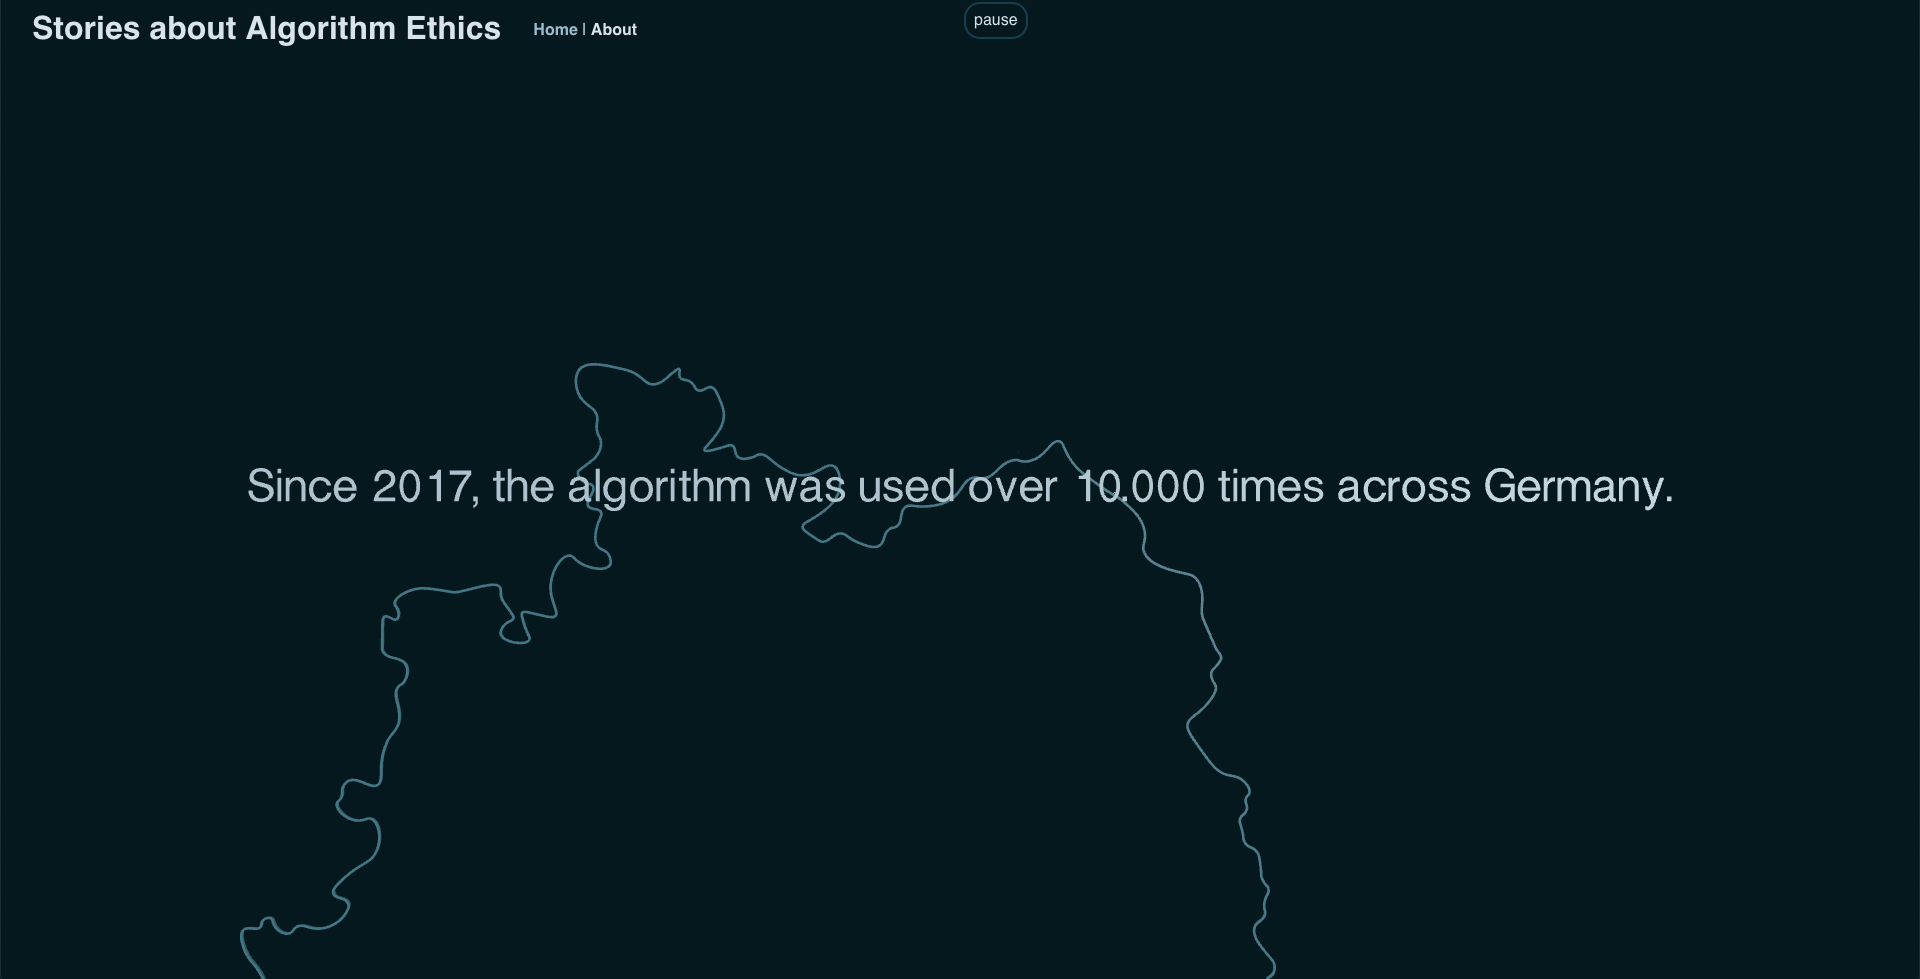 Stories about Algorithm Ethics
Home | About
pause
Since 2017, the algorithm was used over 10.000 times across Germany.